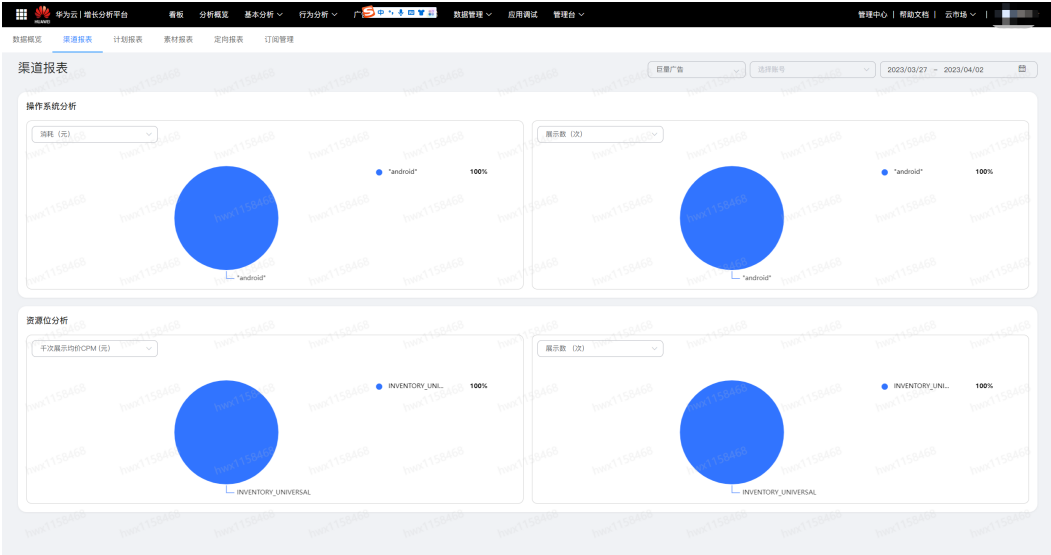 HUAWEI 华为云 | 增长分析平台 看板 分析概览 基本分析 行为分析 广 数据管理 应用调试 管理台 管理中心 | 帮助文档 | 云市场 |
数据概览 渠道报表 计划报表 素材报表 定向报表 订阅管理
渠道报表 巨量广告 选择账号 2023/03/27 - 2023/04/02
操作系统分析
消耗（元） 展示数（次）
"android" 100% "android" 100%
"android" "android"
资源位分析
千次展示均价CPM (元) 展示数 （次）
INVENTORY_UNI... 100% INVENTORY_UNI... 100%
INVENTORY_UNIVERSAL INVENTORY_UNIVERSAL
hwx1158468